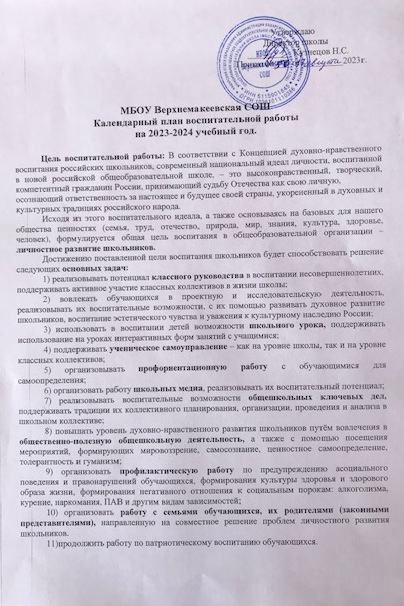 Утверждаю
Директор школы
Кузнецов Н.С.
августа 2023г.
МБОУ Верхнемакеевская СОШ.
Календарный план воспитательной работы
на 2023-2024 учебный год.
Цель воспитательной работы: В соответствии с Концепцией духовно-нравственного
воспитания российских школьников, современный национальный идеал личности, воспитанной
в новой российской общеобразовательной школе, – это высоконравственный, творческий,
компетентный гражданин России, принимающий судьбу Отечества как свою личную,
осознающий ответственность за настоящее и будущее своей страны, укорененный в духовных и
культурных традициях российского народа.
Исходя из этого воспитательного идеала, а также основываясь на базовых для нашего
общества ценностях (семья, труд, отечество, природа, мир, знания, культура, здоровье,
человек), формулируется общая цель воспитания в общеобразовательной организации –
личностное развитие школьников.
Достижению поставленной цели воспитания школьников будет способствовать решение
следующих основных задач:
1) реализовывать потенциал классного руководства в воспитании несовершеннолетних,
поддерживать активное участие классных коллективов в жизни школы;
2) вовлекать обучающихся в проектную и исследовательскую деятельность,
реализовывать их воспитательные возможности, с их помощью развивать духовное развитие
школьников, воспитание эстетического чувства и уважения к культурному наследию России;
3) использовать в воспитании детей возможности школьного урока, поддерживать
использование на уроках интерактивных форм занятий с учащимися;
4) поддерживать ученическое самоуправление – как на уровне школы, так и на уровне
классных коллективов;
5) организовывать профориентационную работу с обучающимися для
самоопределения;
6) организовать работу школьных медиа, реализовывать их воспитательный потенциал;
7) реализовывать воспитательные возможности общешкольных ключевых дел,
поддерживать традиции их коллективного планирования, организации, проведения и анализа в
школьном коллективе;
8) повышать уровень духовно-нравственного развития школьников путём вовлечения в
общественно-полезную общешкольную деятельность, а также с помощью посещения
мероприятий, формирующих мировоззрение, самосознание, ценностное самоопределение,
толерантность и гуманизм;
9) организовать профилактическую работу по предупреждению асоциального
поведения и правонарушений обучающихся, формирования культуры здоровья и здорового
образа жизни, формирования негативного отношения к социальным порокам: алкоголизма,
курение, наркомания, ПАВ и другим видам зависимостей;
10) организовать работу с семьями обучающихся, их родителями (законными
представителями), направленную на совместное решение проблем личностного развития
школьников.
11)продолжить работу по патриотическому воспитанию обучающихся.